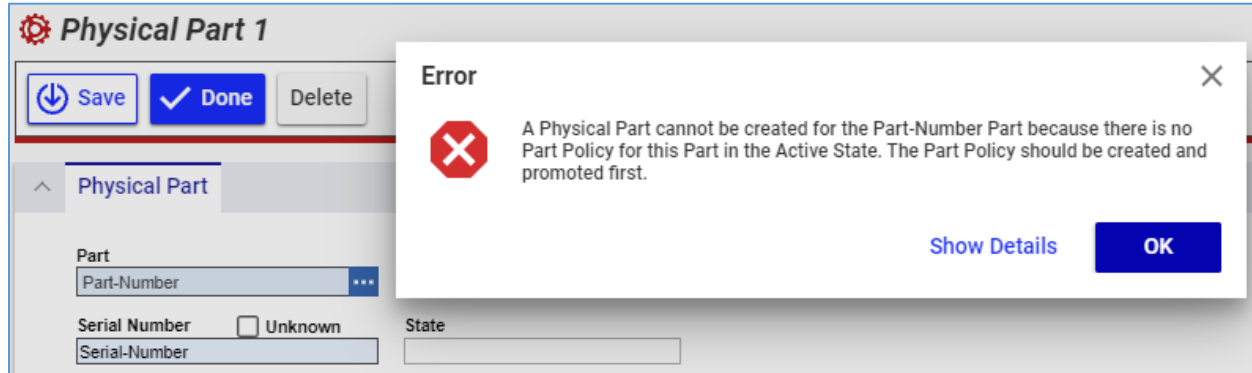 Physical Part 1
Save Done Delete
Error
A Physical Part cannot be created for the Part-Number Part because there is no
Part Policy for this Part in the Active State. The Part Policy should be created and
promoted first.
Show Details OK
Physical Part
Part
Part-Number
Serial Number Unknown State
Serial-Number